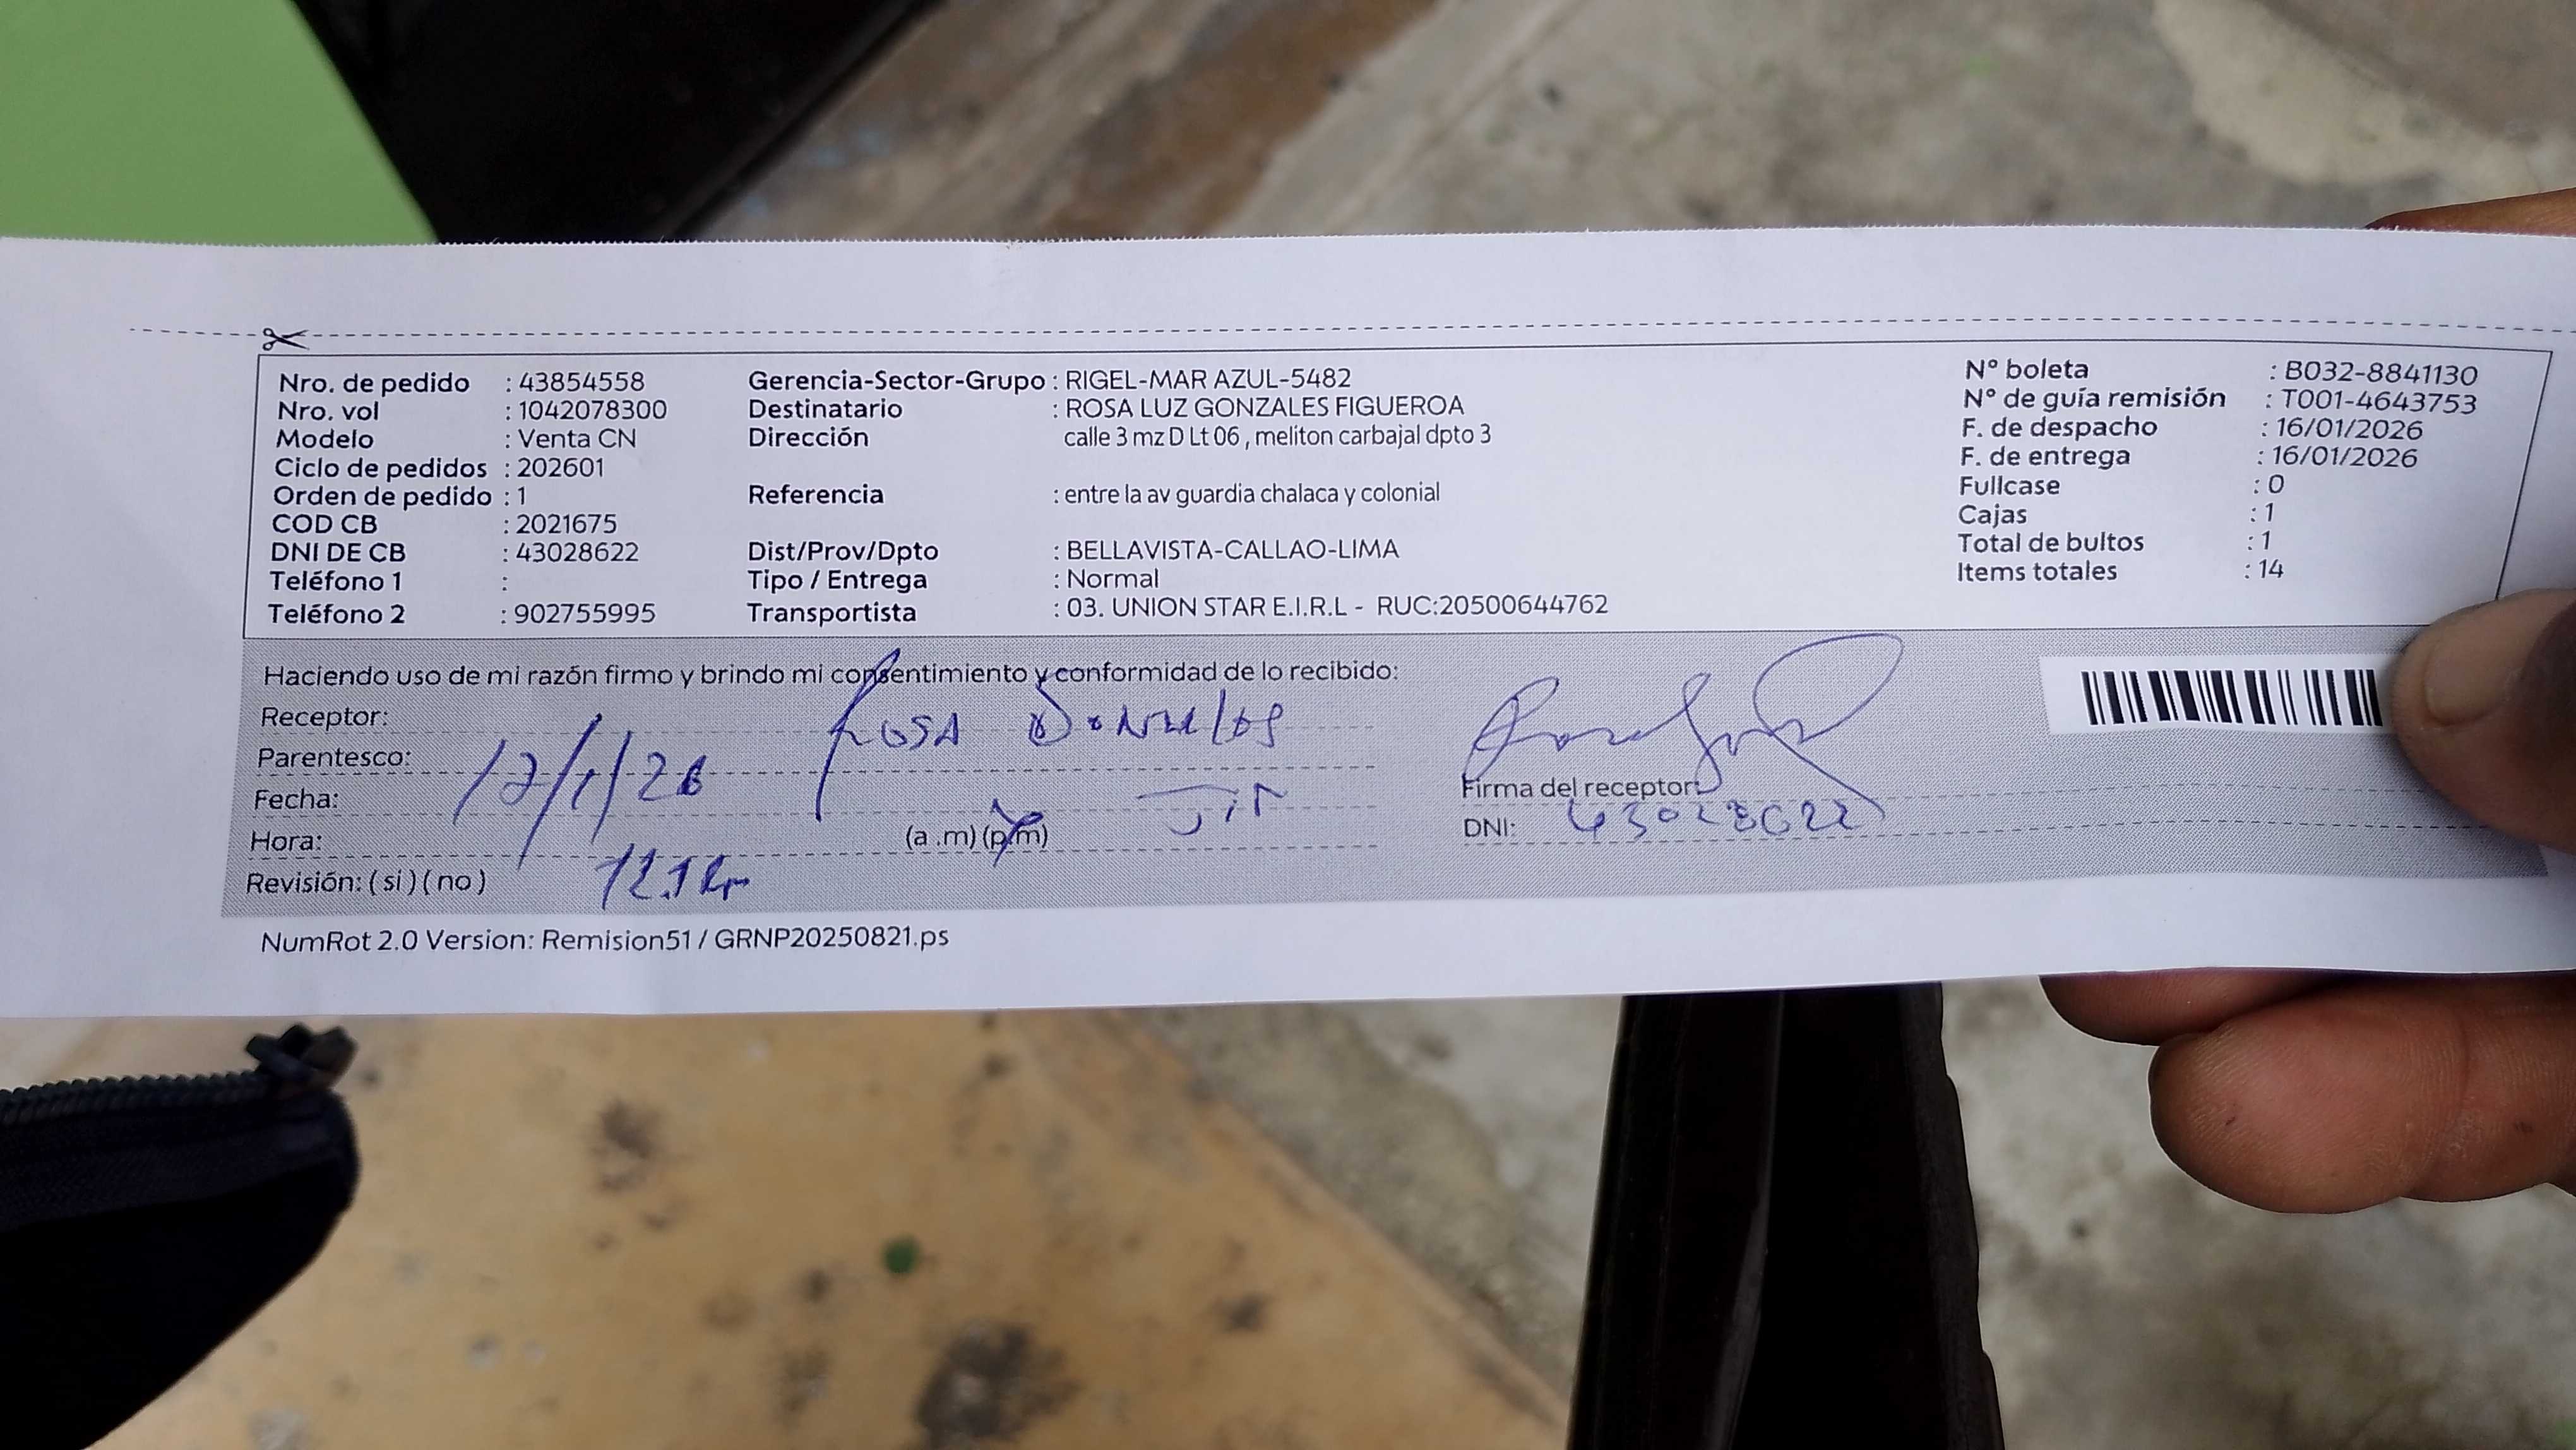 Nro. de pedido : 43854558
Nro. vol : 1042078300
Modelo : Venta CN
Ciclo de pedidos : 202601
Orden de pedido : 1
COD CB : 2021675
DNI DE CB : 43028622
Teléfono 1 :
Teléfono 2 : 902755995
Gerencia-Sector-Grupo : RIGEL-MAR AZUL-5482
Destinatario : ROSA LUZ GONZALES FIGUEROA
Dirección calle 3 mz D Lt 06 , meliton carbajal dpto 3
Referencia : entre la av guardia chalaca y colonial
Dist/Prov/Dpto : BELLAVISTA-CALLAO-LIMA
Tipo / Entrega : Normal
Transportista : 03. UNION STAR E.I.R.L - RUC:20500644762
N° boleta : B032-8841130
N° de guía remisión : T001-4643753
F. de despacho : 16/01/2026
F. de entrega : 16/01/2026
Fullcase : 0
Cajas : 1
Total de bultos : 1
Items totales : 14
Haciendo uso de mi razón firmo y brindo mi consentimiento y conformidad de lo recibido:
Receptor: Rosa
Parentesco:
Fecha: 17/1/26
Hora: (a .m) (p.m)
Revisión: ( si ) ( no )
Firma del receptor:
DNI: 43028622
NumRot 2.0 Version: Remision51 / GRNP20250821.ps